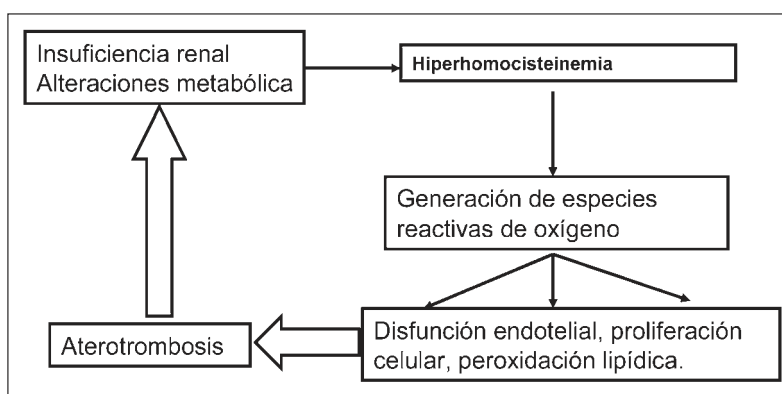 Insuficiencia renal
Alteraciones metabólica
Hiperhomocisteinemia
Generación de especies
reactivas de oxígeno
Disfunción endotelial, proliferación
celular, peroxidación lipídica.
Aterotrombosis